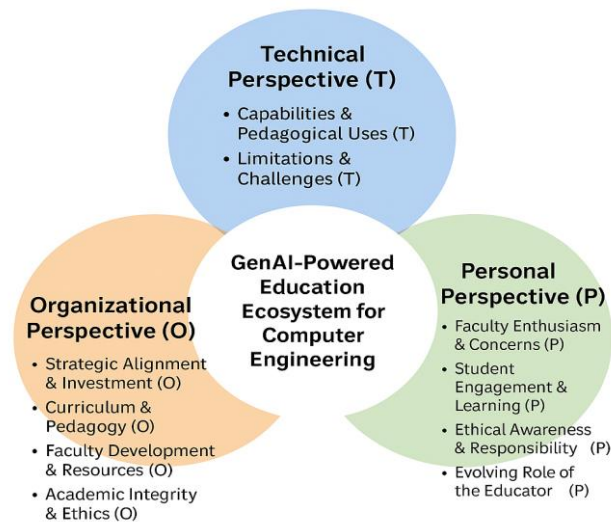 Technical
Perspective (T)
• Capabilities &
Pedagogical Uses (T)
• Limitations &
Challenges (T)
GenAI-Powered
Education
Ecosystem for
Computer
Engineering
Organizational
Perspective (O)
• Strategic Alignment
& Investment (O)
• Curriculum &
Pedagogy (O)
• Faculty Development
& Resources (O)
• Academic Integrity
& Ethics (O)
Personal
Perspective (P)
• Faculty Enthusiasm
& Concerns (P)
• Student
Engagement &
Learning (P)
• Ethical Awareness
& Responsibility (P)
• Evolving Role of
the Educator (P)